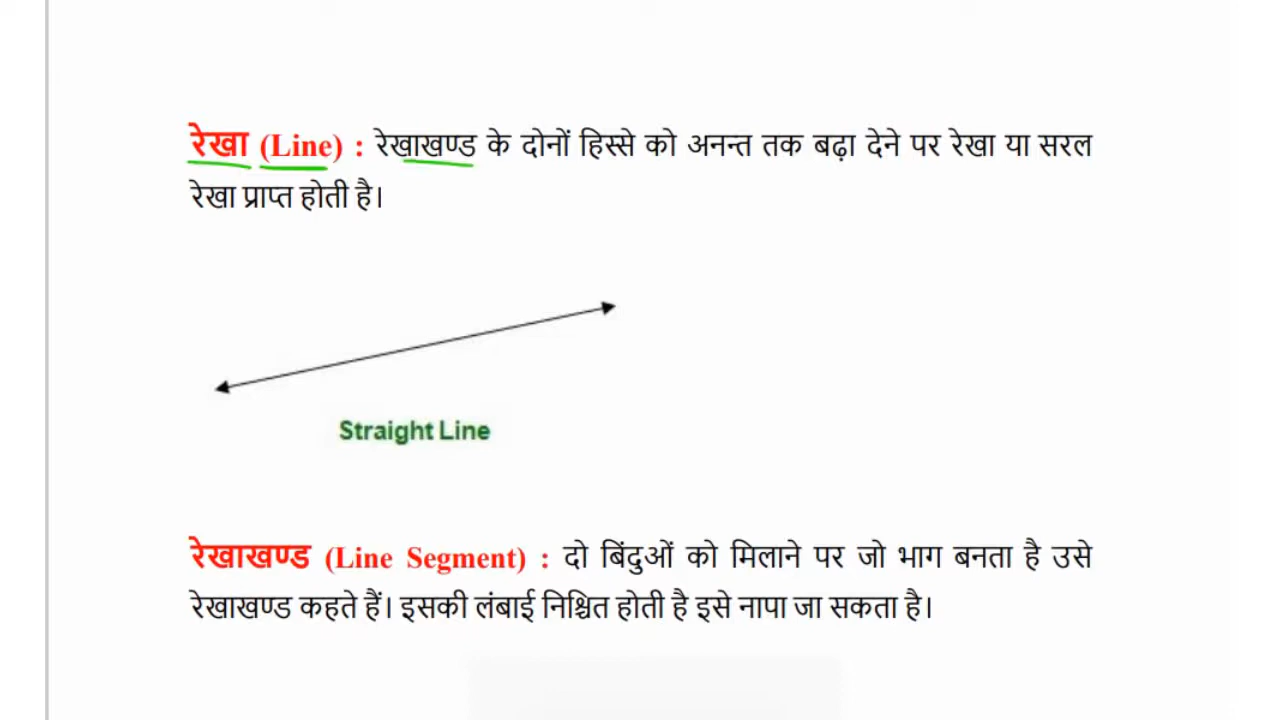 रेखा (Line) : रेखाखण्ड के दोनों हिस्से को अनन्त तक बढ़ा देने पर रेखा या सरल
रेखा प्राप्त होती है।
Straight Line
रेखाखण्ड (Line Segment) : दो बिंदुओं को मिलाने पर जो भाग बनता है उसे
रेखाखण्ड कहते हैं। इसकी लंबाई निश्चित होती है इसे नापा जा सकता है।